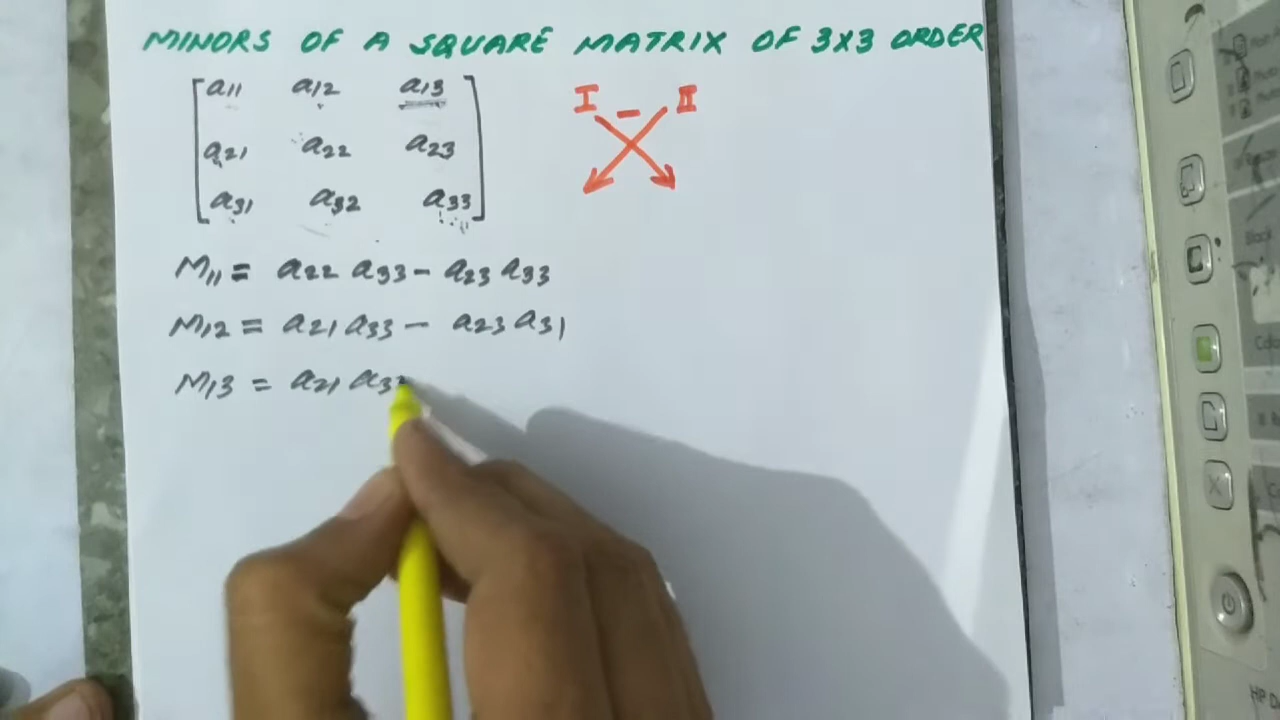 MINORS OF A SQUARE MATRIX OF 3X3 ORDER
a11 a12 a13
I - II
a21 a22 a23
a31 a32 a33
M11 = a22 a33 - a23 a33
M12 = a21 a33 - a23 a31
M13 = a21 a3